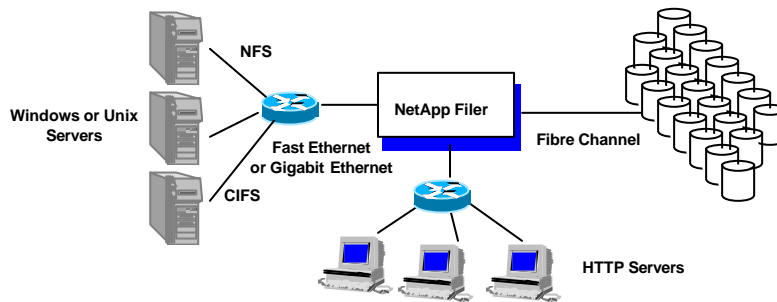 NFS
Windows or Unix
Servers
NetApp Filer
Fast Ethernet
or Gigabit Ethernet
Fibre Channel
CIFS
HTTP Servers